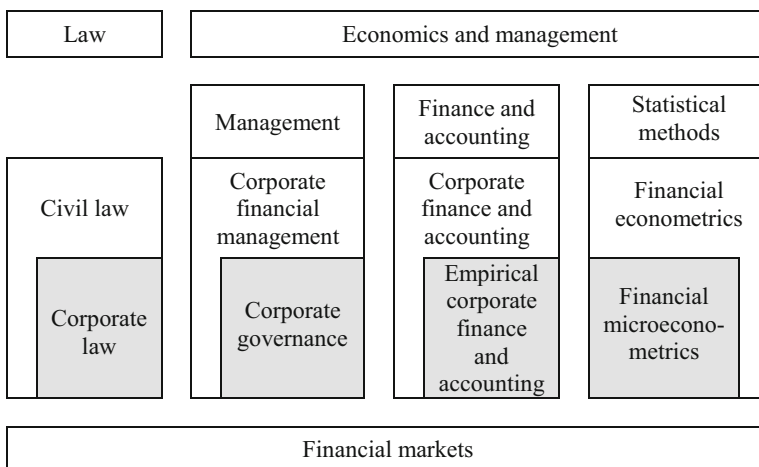 Law
Economics and management
Management
Finance and
accounting
Statistical
methods
Civil law
Corporate
financial
management
Corporate
finance and
accounting
Financial
econometrics
Corporate
law
Corporate
governance
Empirical
corporate
finance
and
accounting
Financial
microecono-
metrics
Financial markets